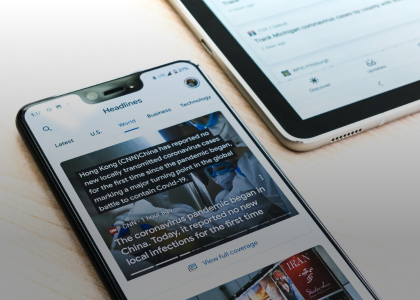 Headlines
Latest
U.S.
World
Business
Technology
Hong Kong (CNN)China has reported no
new locally transmitted coronavirus cases
for the first time since the pandemic began,
marking a major turning point in the global
battle to contain Covid-19.
CNN · 1 hour ago
The coronavirus pandemic began in
China. Today, it reported no new
local infections for the first time
View full coverage
IRAN
Track Michigan coronavirus cases by county with
Discover
Updates